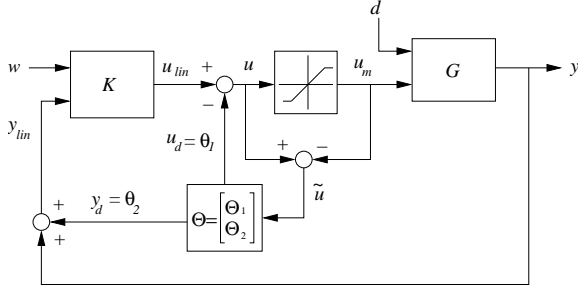 d
w
K
u_lin
+
−
u
u_m
G
y
y_lin
u_d = θ_1
+
−
ũ
y_d = θ_2
Θ = [Θ_1
Θ_2]
+
+